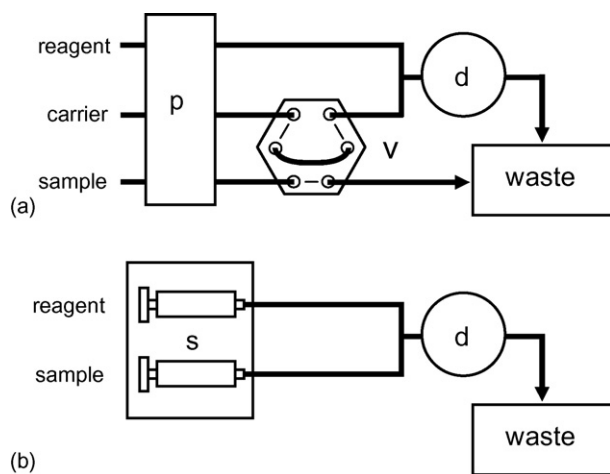 reagent
carrier
sample
p
v
d
waste
(a)
reagent
sample
s
d
waste
(b)